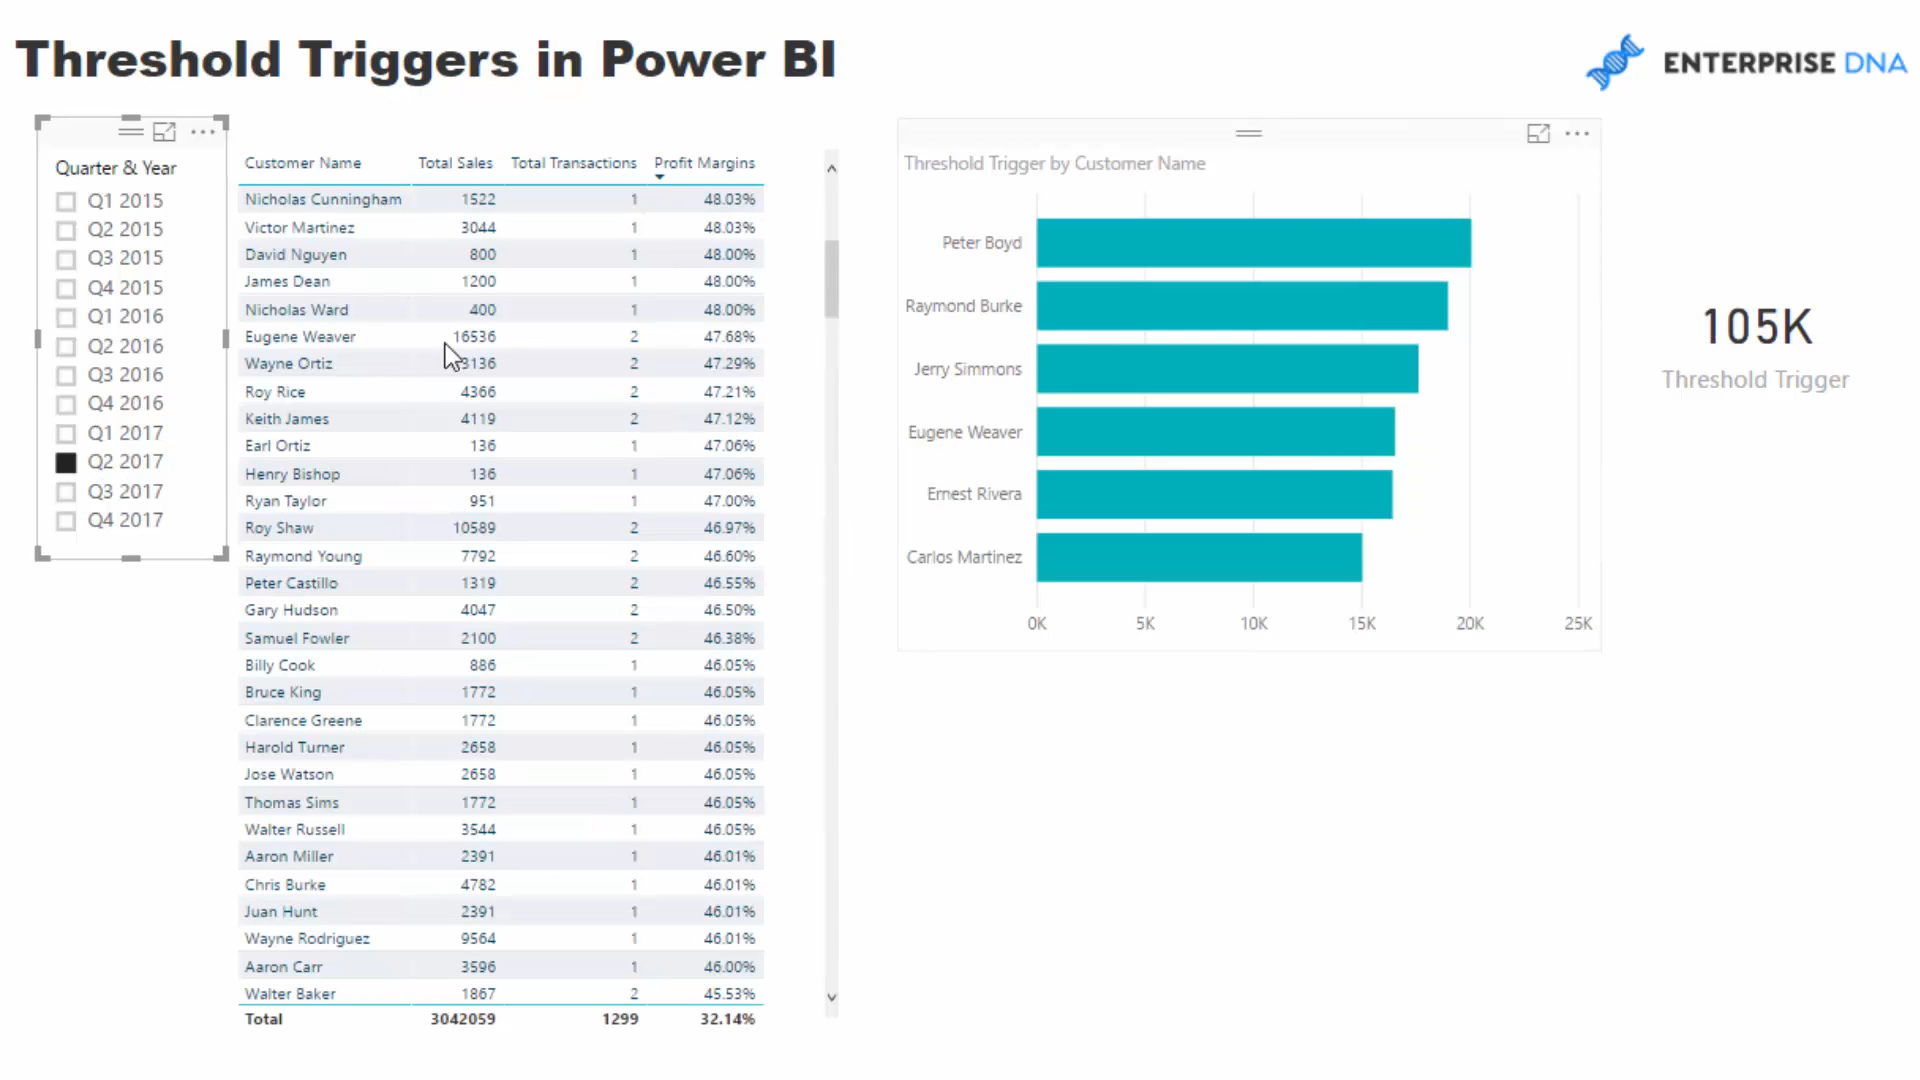 Threshold Triggers in Power BI
ENTERPRISE DNA
Quarter & Year
Q1 2015
Q2 2015
Q3 2015
Q4 2015
Q1 2016
Q2 2016
Q3 2016
Q4 2016
Q1 2017
Q2 2017
Q3 2017
Q4 2017
Customer Name Total Sales Total Transactions Profit Margins
Nicholas Cunningham 1522 1 48.03%
Victor Martinez 3044 1 48.03%
David Nguyen 800 1 48.00%
James Dean 1200 1 48.00%
Nicholas Ward 400 1 48.00%
Eugene Weaver 16536 2 47.68%
Wayne Ortiz 3136 2 47.29%
Roy Rice 4366 2 47.21%
Keith James 4119 2 47.12%
Earl Ortiz 136 1 47.06%
Henry Bishop 136 1 47.06%
Ryan Taylor 951 1 47.00%
Roy Shaw 10589 2 46.97%
Raymond Young 7792 2 46.60%
Peter Castillo 1319 2 46.55%
Gary Hudson 4047 2 46.50%
Samuel Fowler 2100 2 46.38%
Billy Cook 886 1 46.05%
Bruce King 1772 1 46.05%
Clarence Greene 1772 1 46.05%
Harold Turner 2658 1 46.05%
Jose Watson 2658 1 46.05%
Thomas Sims 1772 1 46.05%
Walter Russell 3544 1 46.05%
Aaron Miller 2391 1 46.01%
Chris Burke 4782 1 46.01%
Juan Hunt 2391 1 46.01%
Wayne Rodriguez 9564 1 46.01%
Aaron Carr 3596 1 46.00%
Walter Baker 1867 2 45.53%
Total 3042059 1299 32.14%
Threshold Trigger by Customer Name
Peter Boyd
Raymond Burke
Jerry Simmons
Eugene Weaver
Ernest Rivera
Carlos Martinez
0K 5K 10K 15K 20K 25K
105K
Threshold Trigger